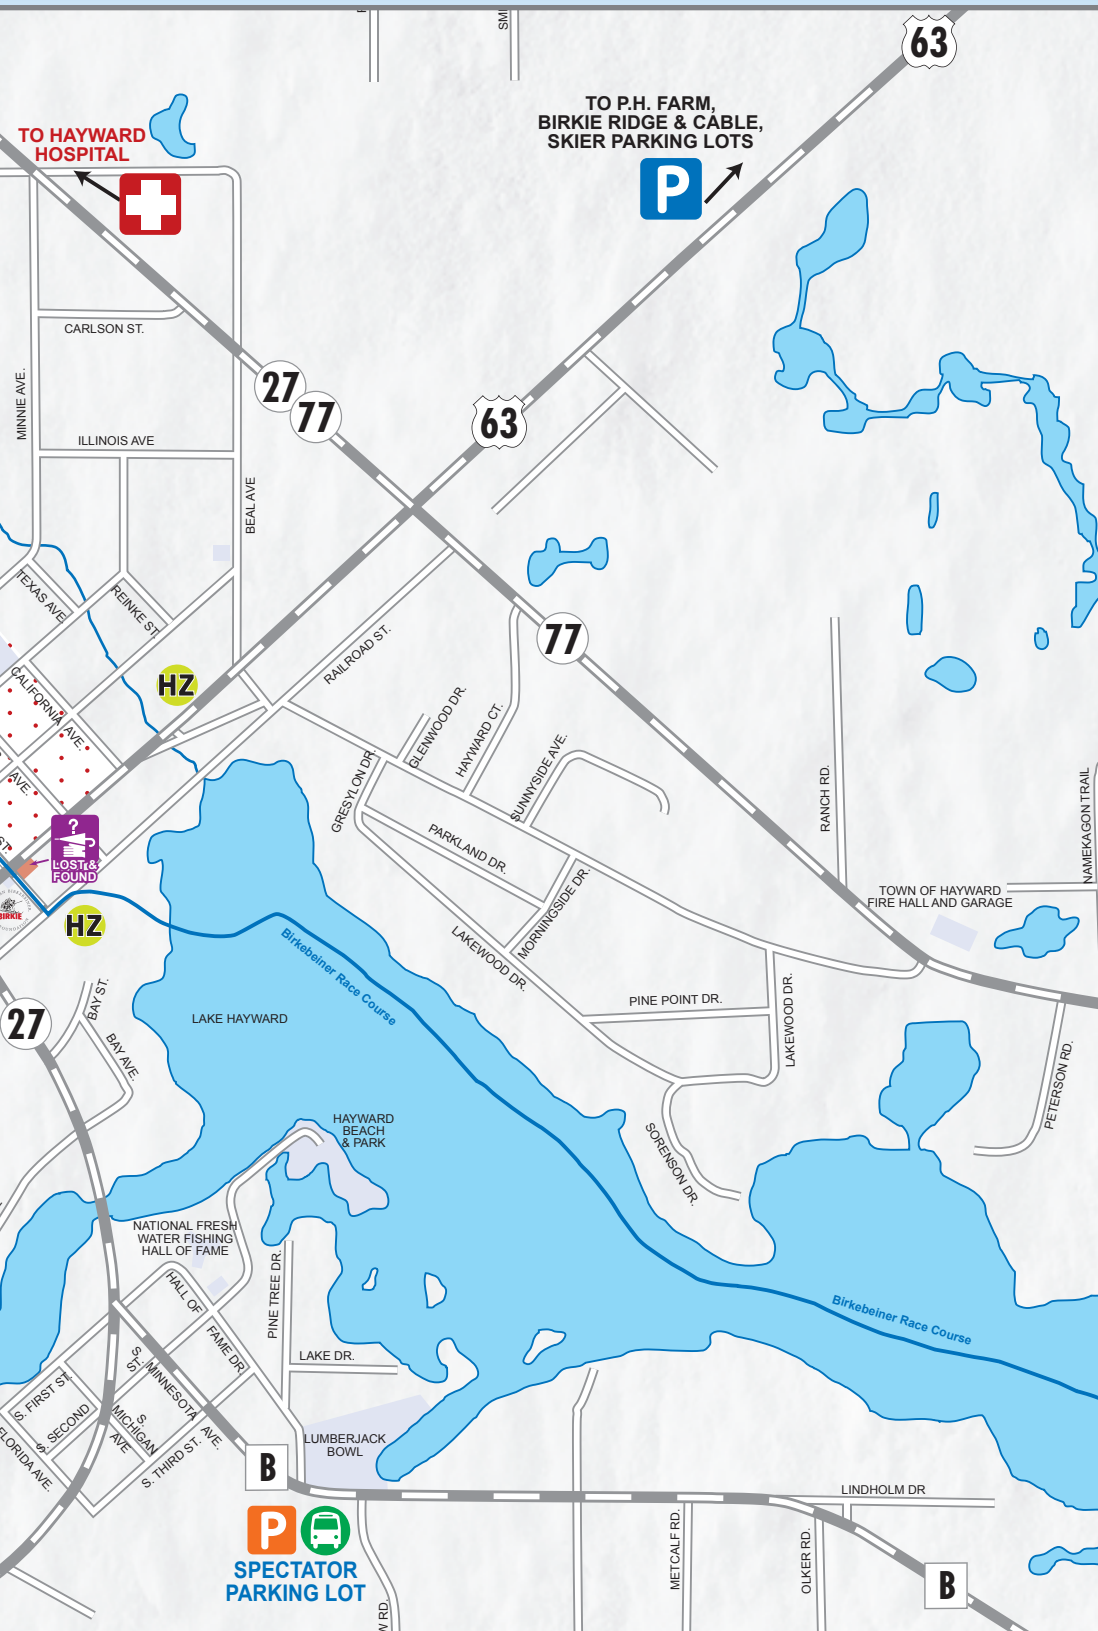 63
TO P.H. FARM,
BIRKIE RIDGE & CABLE,
SKIER PARKING LOTS
P
TO HAYWARD
HOSPITAL
CARLSON ST.
MINNIE AVE.
27
77
63
ILLINOIS AVE
BEAL AVE
TEXAS AVE
REINKE ST.
RAILROAD ST.
77
HZ
CALIFORNIA AVE.
AVE.
ST.
GLENWOOD DR.
HAYWARD CT.
SUNNYSIDE AVE.
GRESYLON DR.
PARKLAND DR.
MORNINGSIDE DR.
LAKEWOOD DR.
RANCH RD.
NAMEKAGON TRAIL
TOWN OF HAYWARD
FIRE HALL AND GARAGE
?
LOST &
FOUND
BIRKIE
HZ
Birkebeiner Race Course
LAKE HAYWARD
PINE POINT DR.
LAKEWOOD DR.
PETERSON RD.
27
BAY ST.
BAY AVE.
HAYWARD
BEACH
& PARK
SORENSON DR.
NATIONAL FRESH
WATER FISHING
HALL OF FAME
HALL OF
FAME DR.
PINE TREE DR.
LAKE DR.
Birkebeiner Race Course
S. FIRST ST.
S. SECOND
ST.
S. MINNESOTA
AVE.
S.
MICHIGAN
AVE
S. THIRD ST.
FLORIDA AVE.
LUMBERJACK
BOWL
B
LINDHOLM DR
P
SPECTATOR
PARKING LOT
METCALF RD.
OLKER RD.
B
W RD.